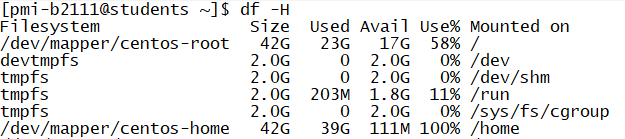 [pmi-b2111@students ~]$ df -H
Filesystem Size Used Avail Use% Mounted on
/dev/mapper/centos-root 42G 23G 17G 58% /
devtmpfs 2.0G 0 2.0G 0% /dev
tmpfs 2.0G 0 2.0G 0% /dev/shm
tmpfs 2.0G 203M 1.8G 11% /run
tmpfs 2.0G 0 2.0G 0% /sys/fs/cgroup
/dev/mapper/centos-home 42G 39G 111M 100% /home